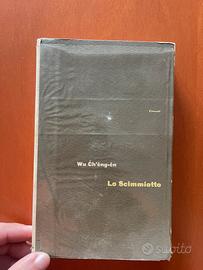 Einaudi
Wu Ch'êng-ên
Lo Scimmiotto
subito